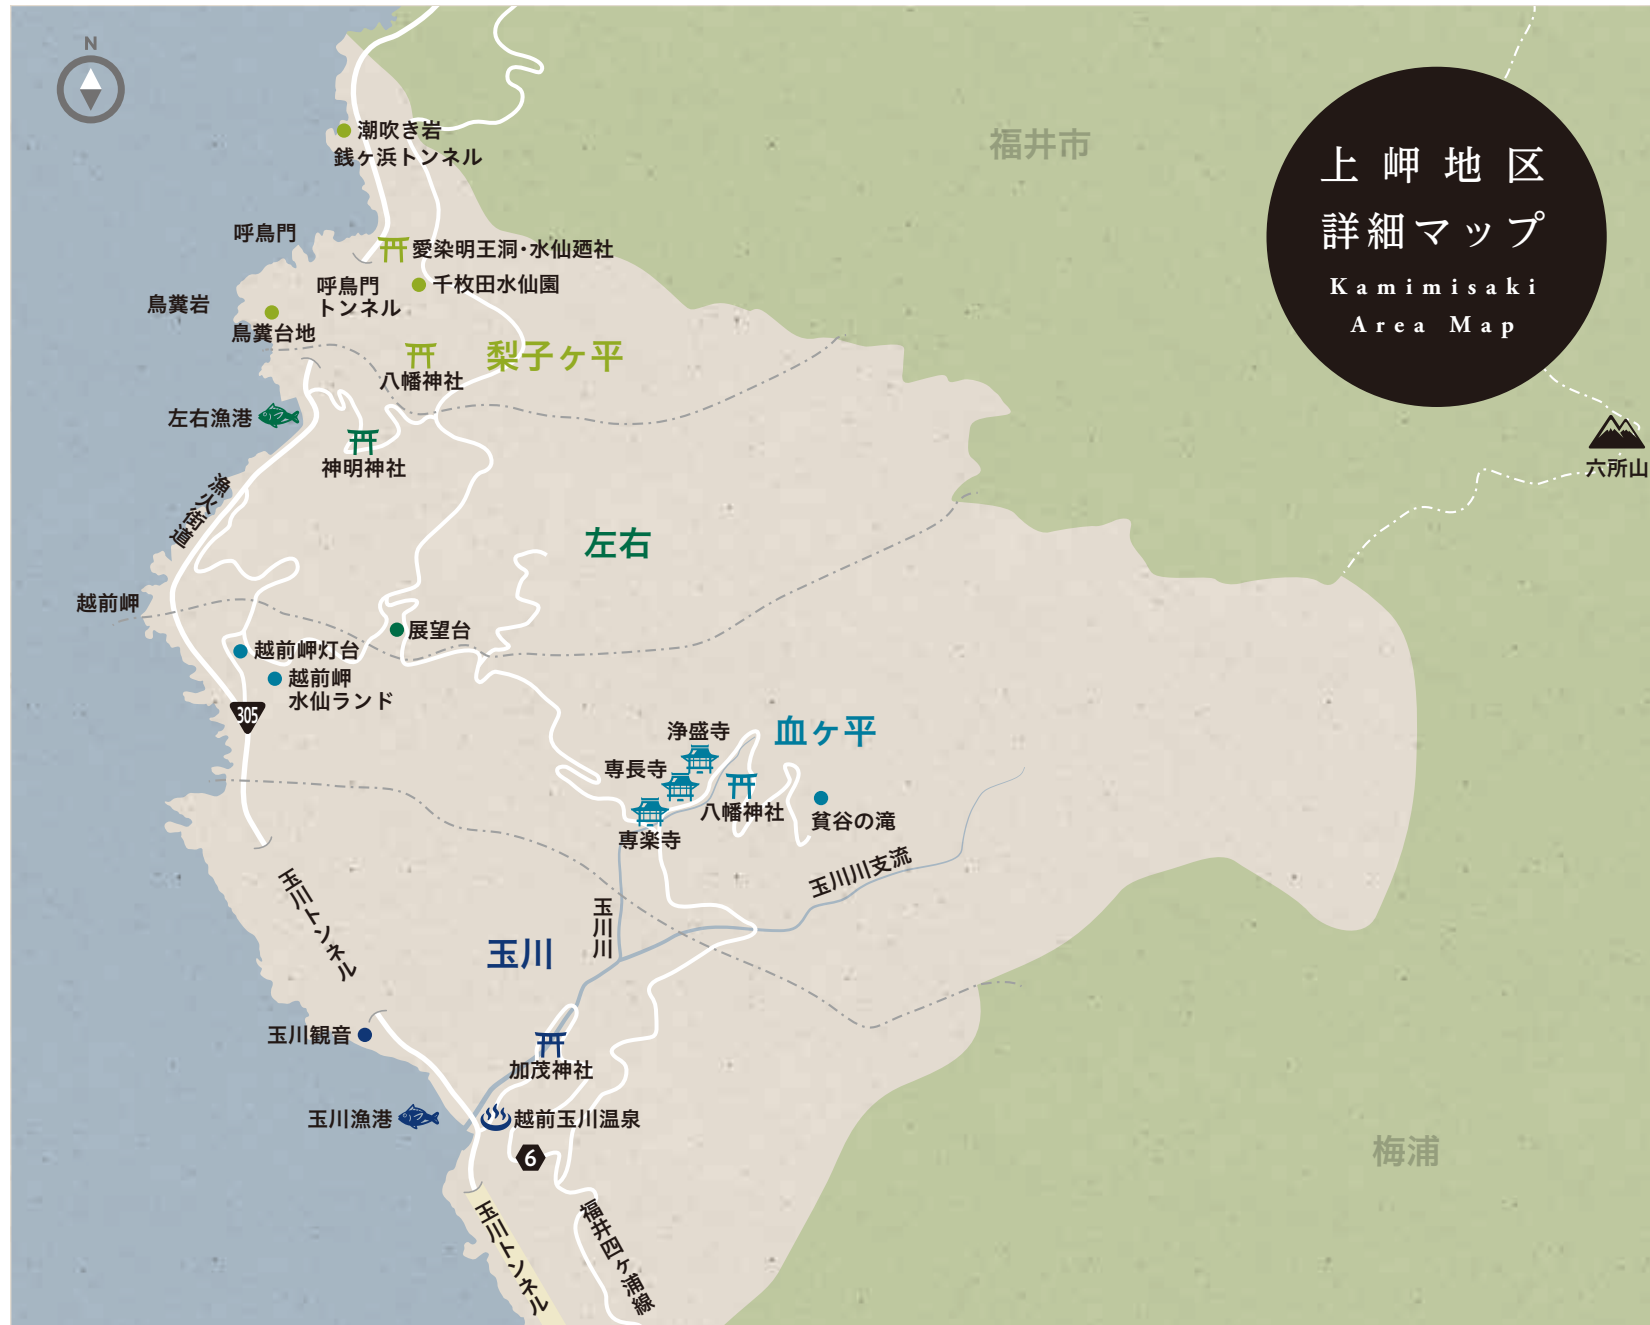 N
上岬地区
詳細マップ
Kamimisaki
Area Map
福井市
潮吹き岩
銭ヶ浜トンネル
呼鳥門
愛染明王洞・水仙廼社
呼鳥門
トンネル
千枚田水仙園
鳥糞岩
鳥糞台地
八幡神社
梨子ヶ平
左右漁港
神明神社
六所山
漁火街道
左右
越前岬
展望台
越前岬灯台
越前岬
水仙ランド
305
浄盛寺
血ヶ平
専長寺
八幡神社
貧谷の滝
専楽寺
玉川川支流
玉川トンネル
玉川川
玉川
玉川観音
加茂神社
玉川漁港
越前玉川温泉
6
梅浦
玉川トンネル
福井四ヶ浦線